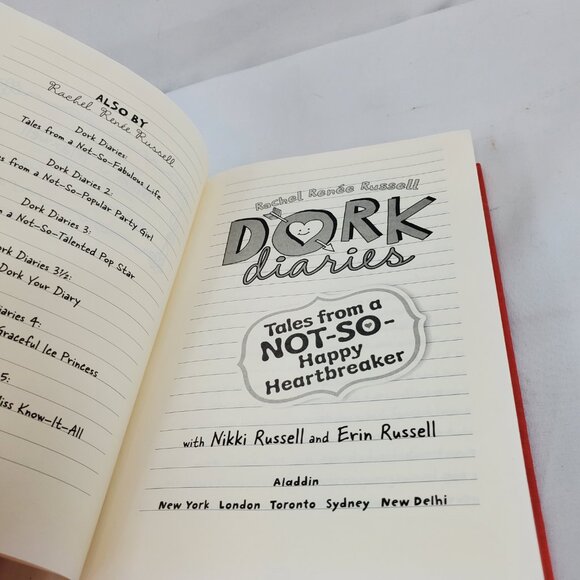 ALSO BY
Rachel Renée Russell
Dork Diaries:
Tales from a Not-So-Fabulous Life
Dork Diaries 2:
from a Not-So-Popular Party Girl
Dork Diaries 3:
a Not-So-Talented Pop Star
Diaries 3½:
Dork Your Diary
4:
Graceful Ice Princess
5:
Know-It-All
Rachel Renée Russell
DORK
diaries
Tales from a
NOT-SO-
Happy
Heartbreaker
with Nikki Russell and Erin Russell
Aladdin
New York London Toronto Sydney New Delhi